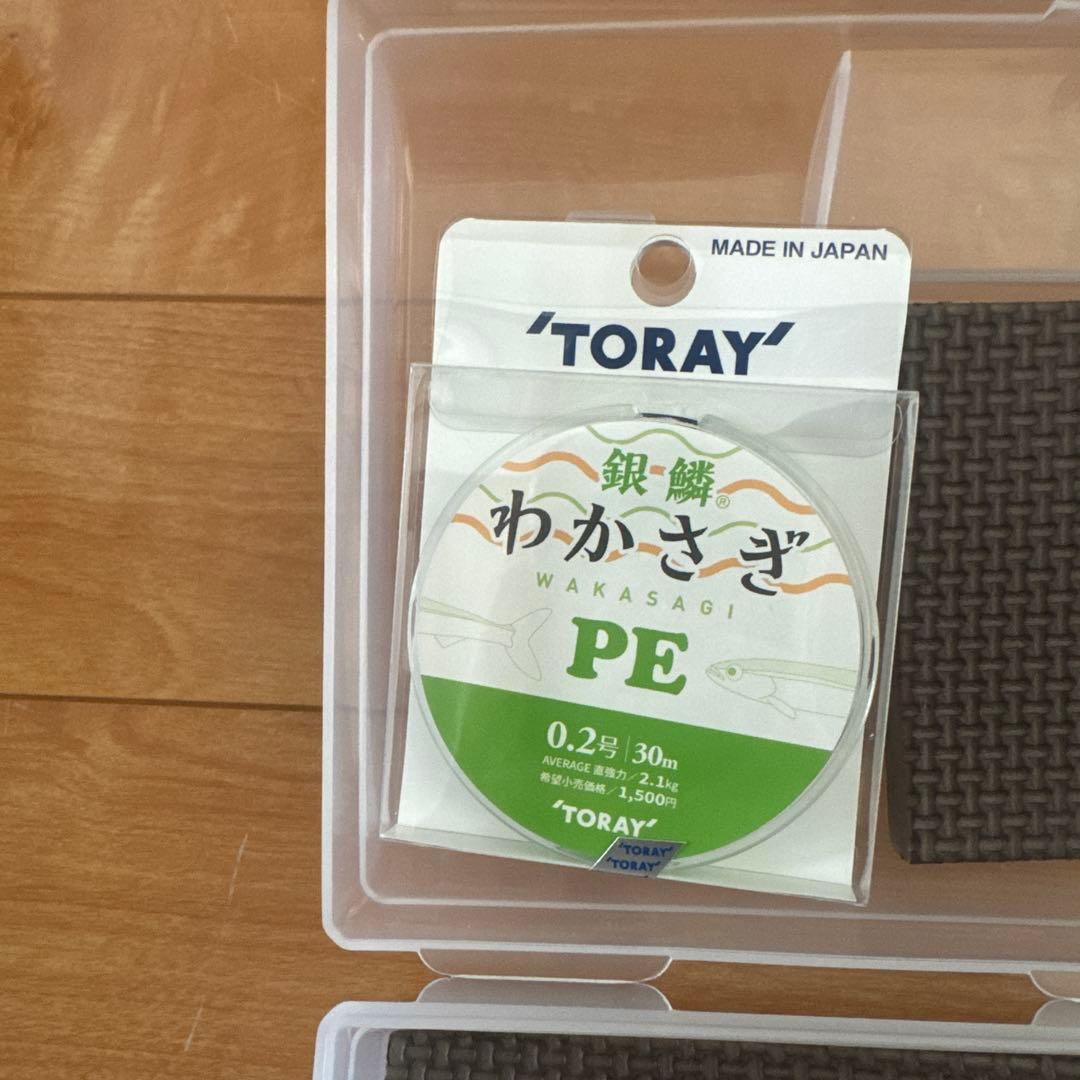 MADE IN JAPAN
'TORAY'
銀鱗®
わかさぎ
WAKASAGI
PE
0.2号 30m
AVERAGE 直強力/2.1kg
希望小売価格/1,500円
'TORAY'
'TORAY'
'TORAY'